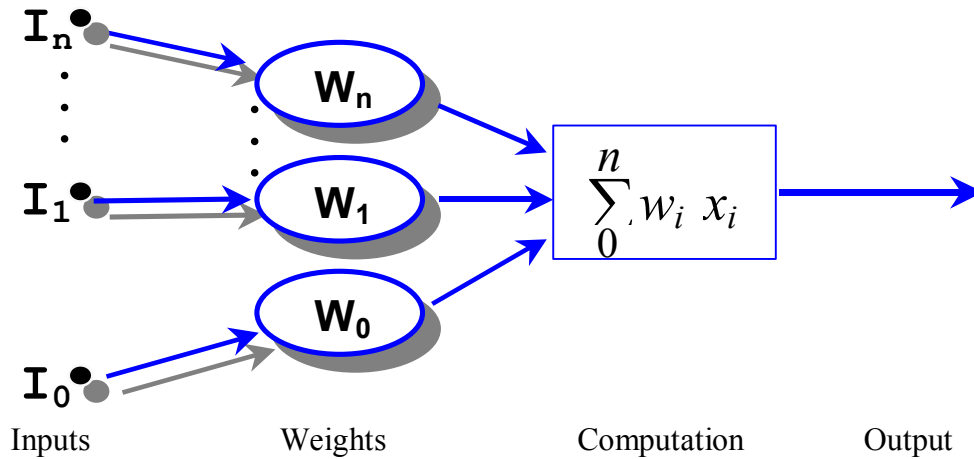 Iₙ
Wₙ
I₁
W₁
n
∑ wᵢ xᵢ
0
W₀
I₀
Inputs Weights Computation Output